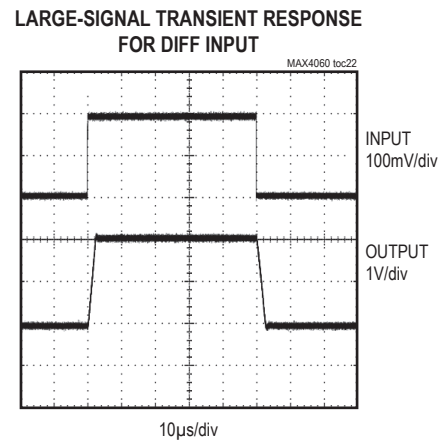 LARGE-SIGNAL TRANSIENT RESPONSE
FOR DIFF INPUT
MAX4060 toc22
INPUT
100mV/div
OUTPUT
1V/div
10μs/div